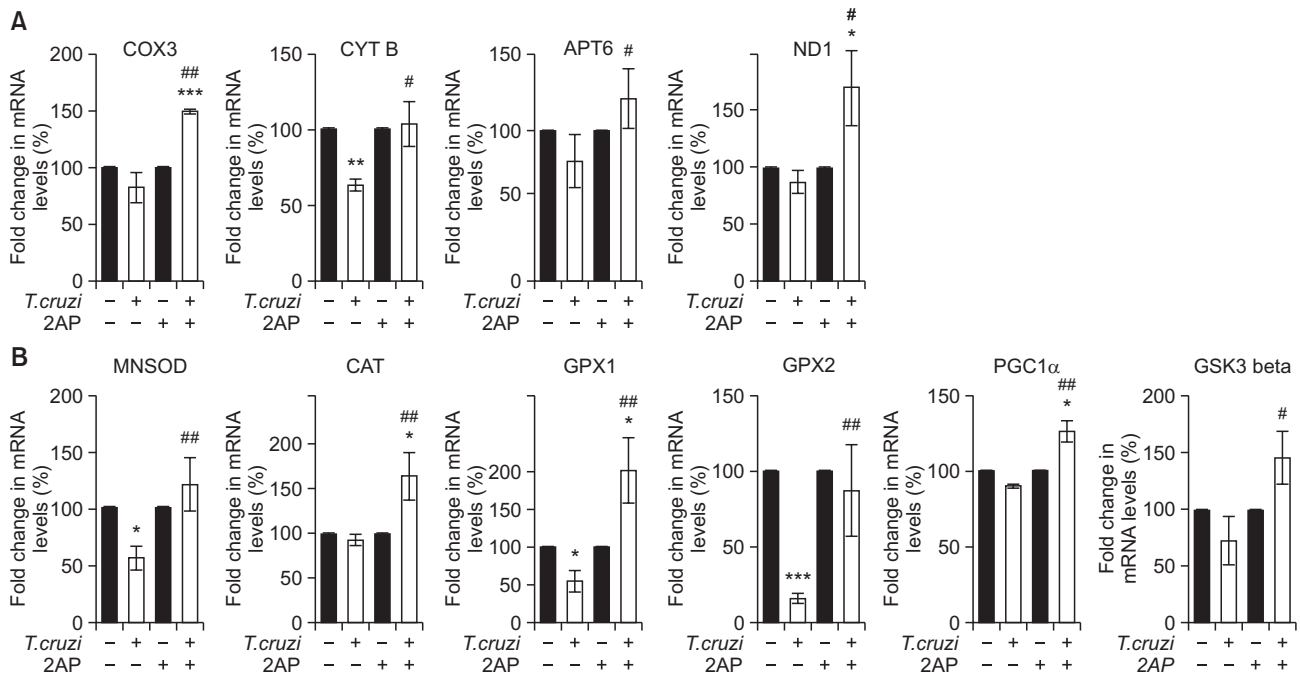 A
COX3
CYT B
APT6
ND1
Fold change in mRNA
levels (%)
200
150
100
50
0
##
***
Fold change in mRNA
levels (%)
150
100
50
0
**
#
Fold change in mRNA
levels (%)
150
100
50
0
#
Fold change in mRNA
levels (%)
150
100
50
0
#
*
T.cruzi – + – + – + – + – + – + – + – +
2AP – – + + – – + + – – + + – – + +
B
MNSOD
CAT
GPX1
GPX2
PGC1α
GSK3 beta
Fold change in mRNA
levels (%)
200
150
100
50
0
*
##
Fold change in mRNA
levels (%)
200
150
100
50
0
##
*
Fold change in mRNA
levels (%)
200
150
100
50
0
*
##
*
Fold change in mRNA
levels (%)
150
100
50
0
***
##
Fold change in mRNA
levels (%)
150
100
50
0
##
*
Fold change in
mRNA levels (%)
200
150
100
50
0
#
T.cruzi – + – + – + – + – + – + – + – + – + – + T.cruzi – + – +
2AP – – + + – – + + – – + + – – + + – – + + 2AP – – + +